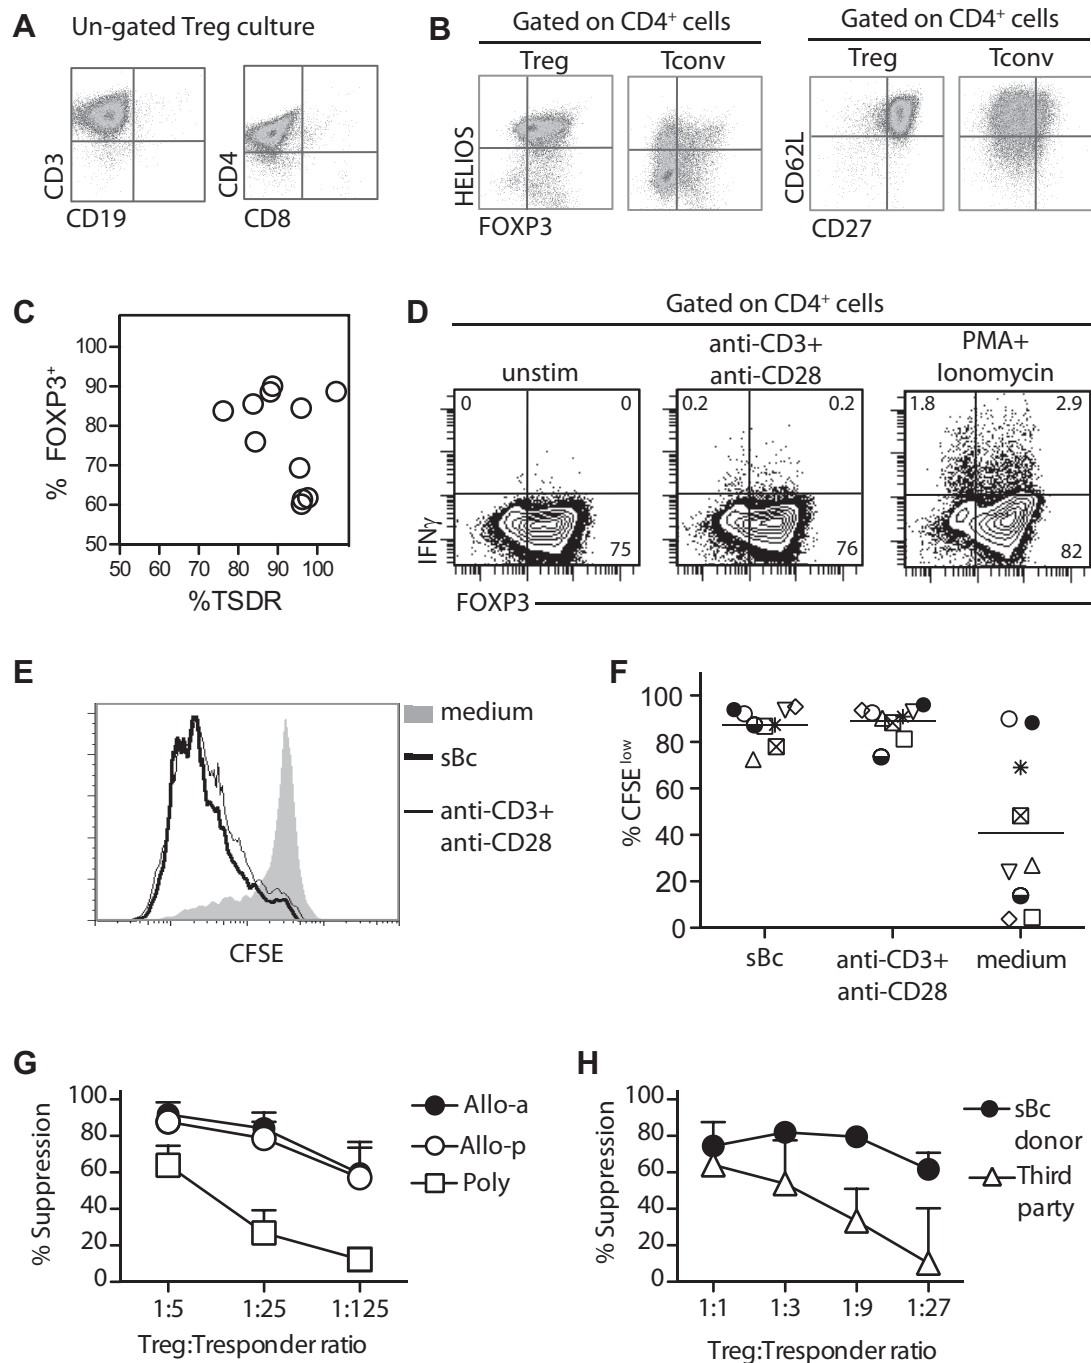 A
Un-gated Treg culture
CD3
CD19
CD4
CD8
B
Gated on CD4⁺ cells
Treg
Tconv
HELIOS
FOXP3
Gated on CD4⁺ cells
Treg
Tconv
CD62L
CD27
C
% FOXP3⁺
100
90
80
70
60
50
50 60 70 80 90 100
%TSDR
D
Gated on CD4⁺ cells
unstim
anti-CD3+
anti-CD28
PMA+
Ionomycin
0 0
75
0.2 0.2
76
1.8 2.9
82
IFNγ
FOXP3
E
medium
sBc
anti-CD3+
anti-CD28
CFSE
F
% CFSE low
100
80
60
40
20
0
sBc
anti-CD3+
anti-CD28
medium
G
% Suppression
100
80
60
40
20
0
1:5 1:25 1:125
Treg:Tresponder ratio
Allo-a
Allo-p
Poly
H
% Suppression
100
80
60
40
20
0
1:1 1:3 1:9 1:27
Treg:Tresponder ratio
sBc
donor
Third
party